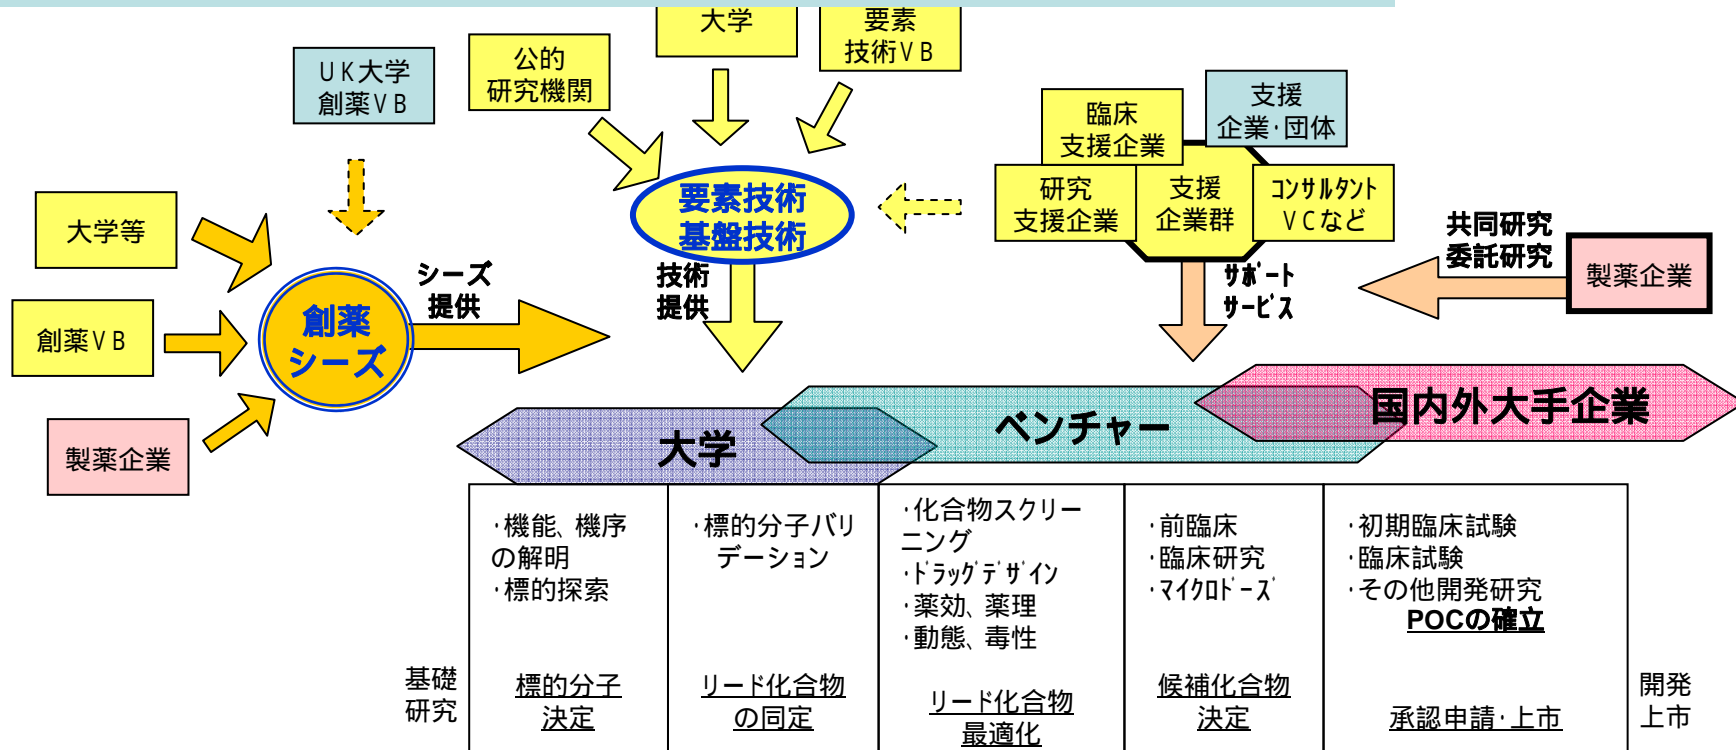 大学
要素
技術ＶＢ
公的
研究機関
ＵＫ大学
創薬ＶＢ
支援
企業・団体
臨床
支援企業
研究
支援企業
支援
企業群
コンサルタント
ＶＣなど
要素技術
基盤技術
大学等
創薬ＶＢ
製薬企業
創薬
シーズ
シーズ
提供
技術
提供
サポート
サービス
共同研究
委託研究
製薬企業
大学
ベンチャー
国内外大手企業
・機能、機序
の解明
・標的探索
標的分子
決定
・標的分子バリ
デーション
リード化合物
の同定
・化合物スクリー
ニング
・ドラッグデザイン
・薬効、薬理
・動態、毒性
リード化合物
最適化
・前臨床
・臨床研究
・マイクロドーズ
候補化合物
決定
・初期臨床試験
・臨床試験
・その他開発研究
POCの確立
承認申請・上市
基礎
研究
開発
上市